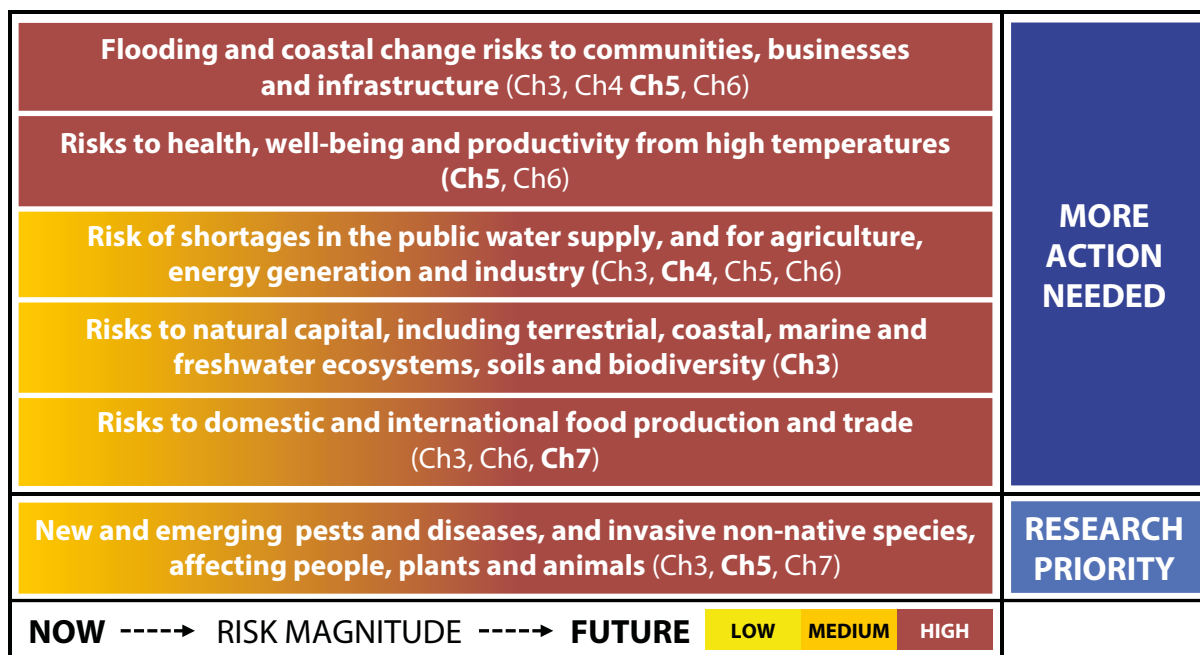 Flooding and coastal change risks to communities, businesses
and infrastructure (Ch3, Ch4 Ch5, Ch6)
Risks to health, well-being and productivity from high temperatures
(Ch5, Ch6)
Risk of shortages in the public water supply, and for agriculture,
energy generation and industry (Ch3, Ch4, Ch5, Ch6)
Risks to natural capital, including terrestrial, coastal, marine and
freshwater ecosystems, soils and biodiversity (Ch3)
Risks to domestic and international food production and trade
(Ch3, Ch6, Ch7)
MORE
ACTION
NEEDED
New and emerging pests and diseases, and invasive non-native species,
affecting people, plants and animals (Ch3, Ch5, Ch7)
RESEARCH
PRIORITY
NOW RISK MAGNITUDE FUTURE LOW MEDIUM HIGH